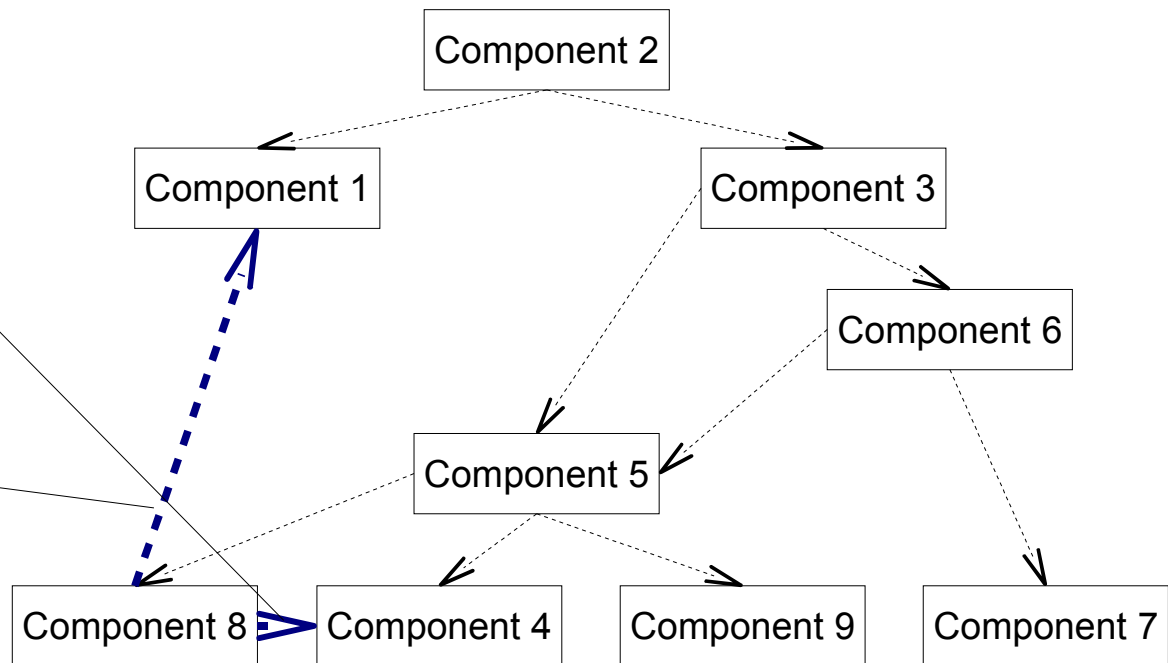 Component 2
Component 1
Component 3
Component 6
Component 5
Component 8
Component 4
Component 9
Component 7